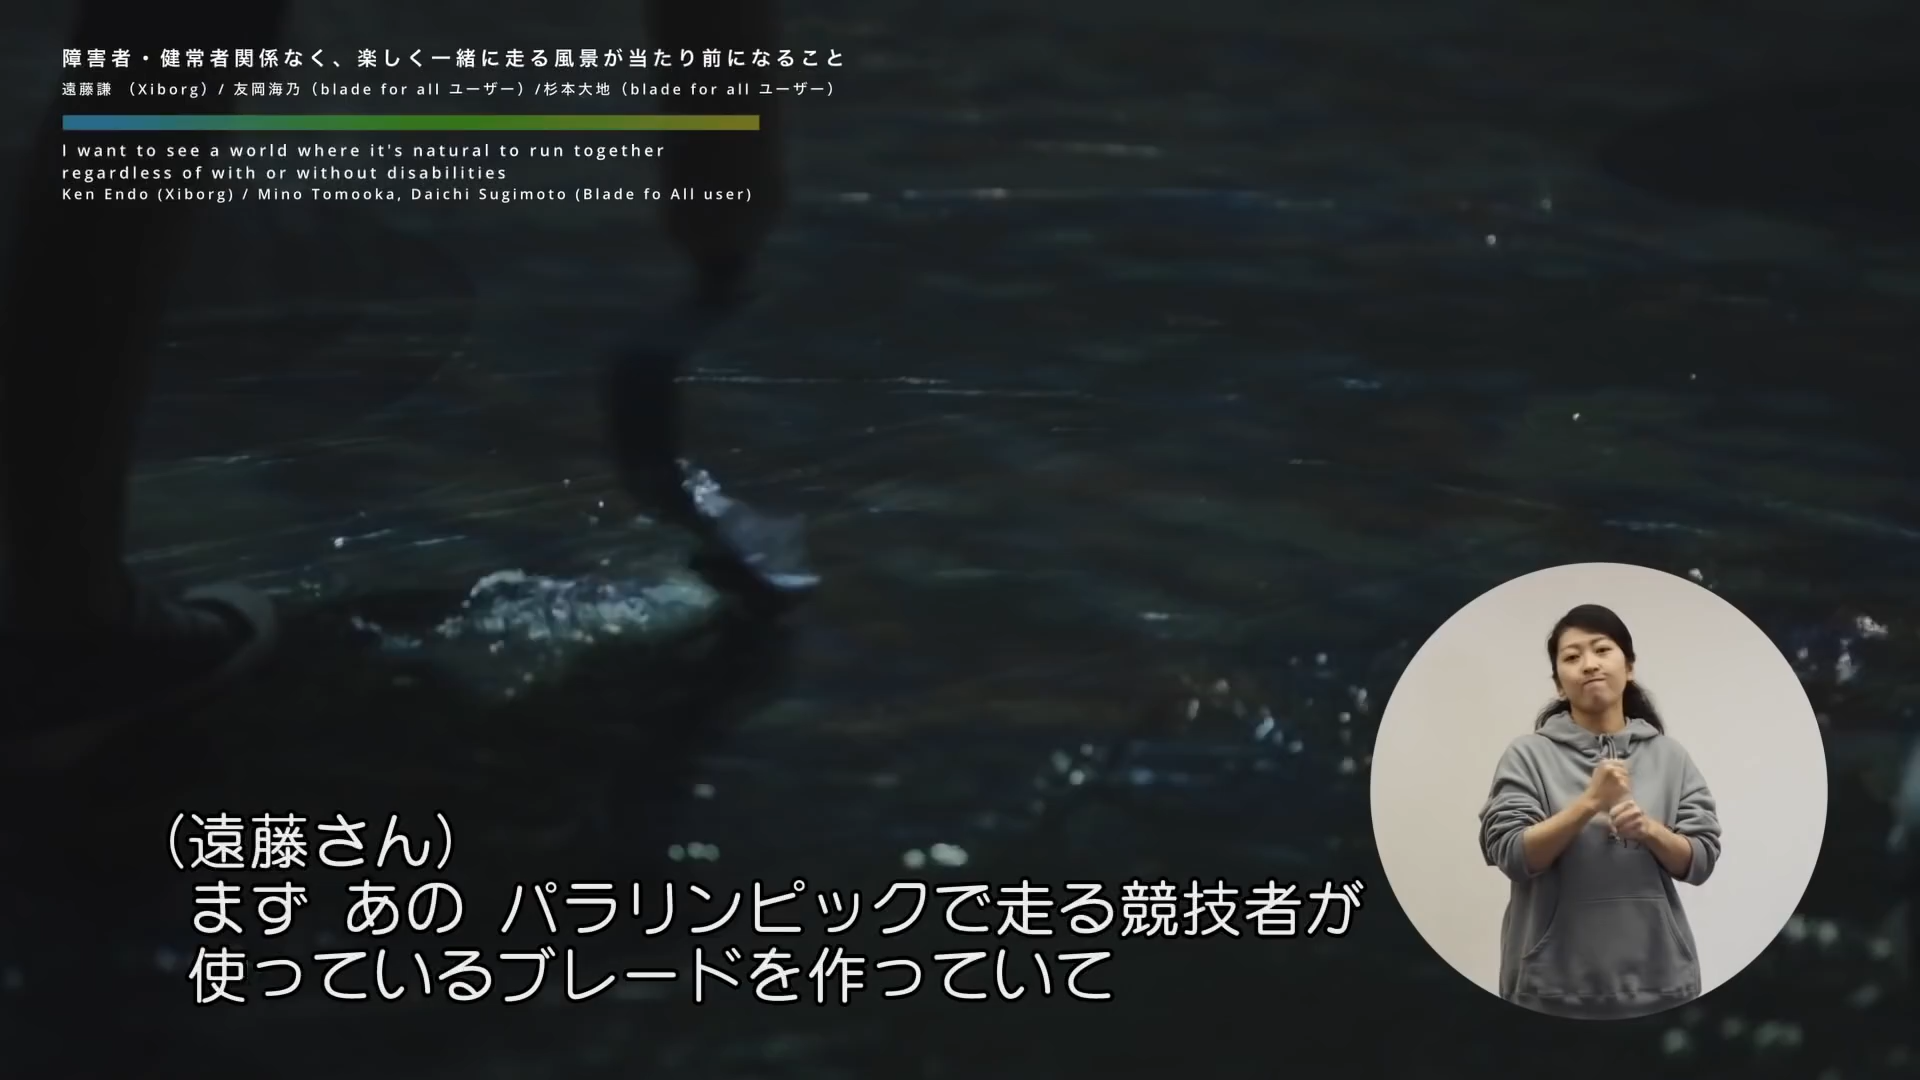 障害者・健常者関係なく、楽しく一緒に走る風景が当たり前になること
遠藤謙 （Xiborg）/ 友岡海乃（blade for all ユーザー）/杉本大地（blade for all ユーザー）
I want to see a world where it's natural to run together
regardless of with or without disabilities
Ken Endo (Xiborg) / Mino Tomooka, Daichi Sugimoto (Blade fo All user)
（遠藤さん）
まず あの パラリンピックで走る競技者が
使っているブレードを作っていて